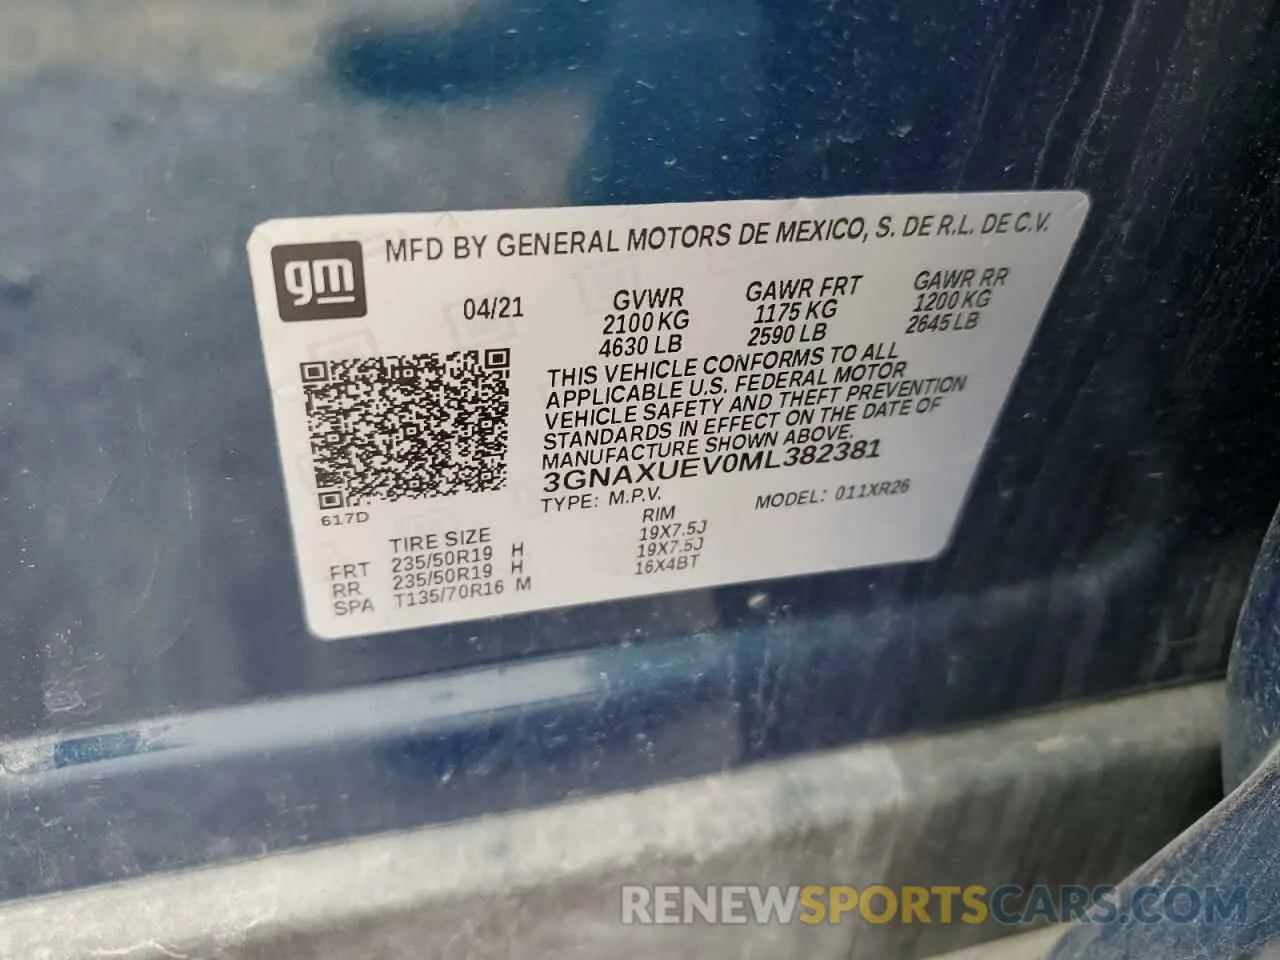 gm
MFD BY GENERAL MOTORS DE MEXICO, S. DE R.L. DE C.V.
04/21
GVWR
2100 KG
4630 LB
GAWR FRT
1175 KG
2590 LB
GAWR RR
1200 KG
2645 LB
THIS VEHICLE CONFORMS TO ALL
APPLICABLE U.S. FEDERAL MOTOR
VEHICLE SAFETY AND THEFT PREVENTION
STANDARDS IN EFFECT ON THE DATE OF
MANUFACTURE SHOWN ABOVE.
3GNAXUEV0ML382381
TYPE: M.P.V. MODEL: 011XR26
617D
TIRE SIZE RIM
FRT 235/50R19 H 19X7.5J
RR 235/50R19 H 19X7.5J
SPA T135/70R16 M 16X4BT
RENEWSPORTSCARS.COM